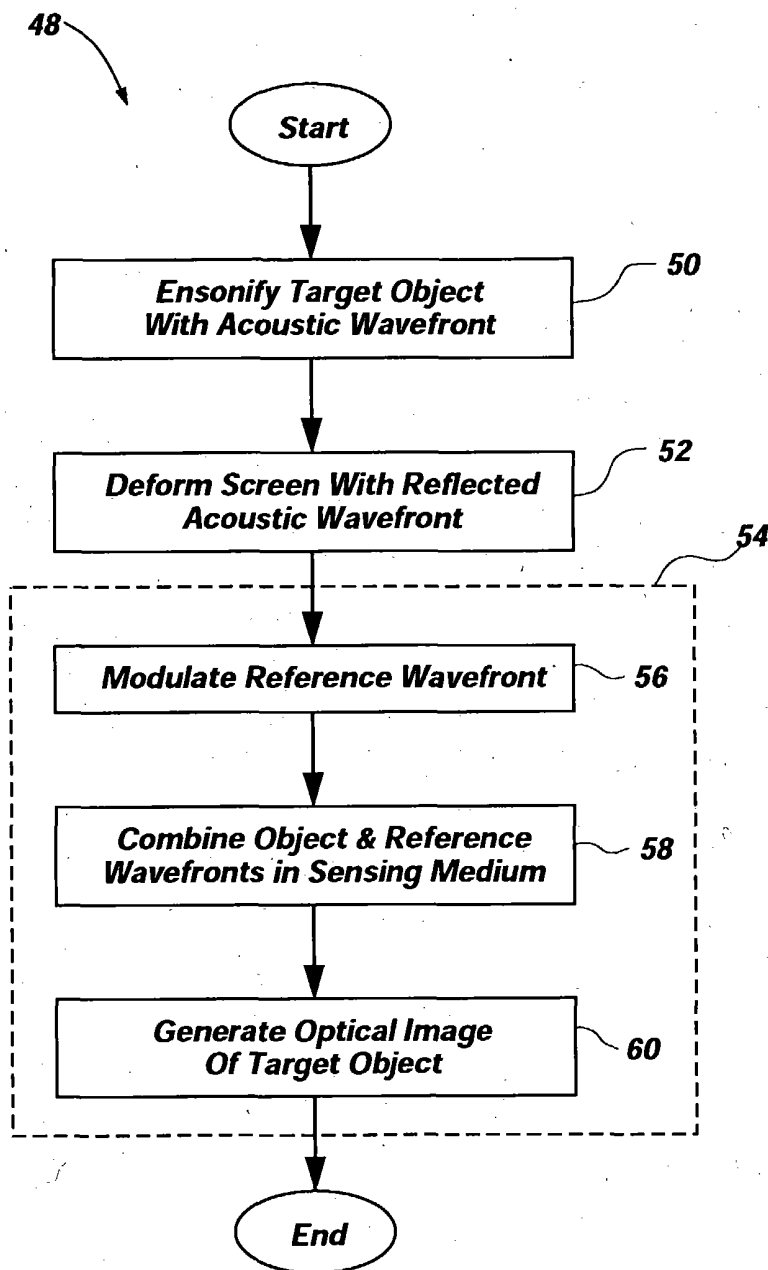 48
Start
Ensonify Target Object
With Acoustic Wavefront
50
Deform Screen With Reflected
Acoustic Wavefront
52
54
Modulate Reference Wavefront
56
Combine Object & Reference
Wavefronts in Sensing Medium
58
Generate Optical Image
Of Target Object
60
End